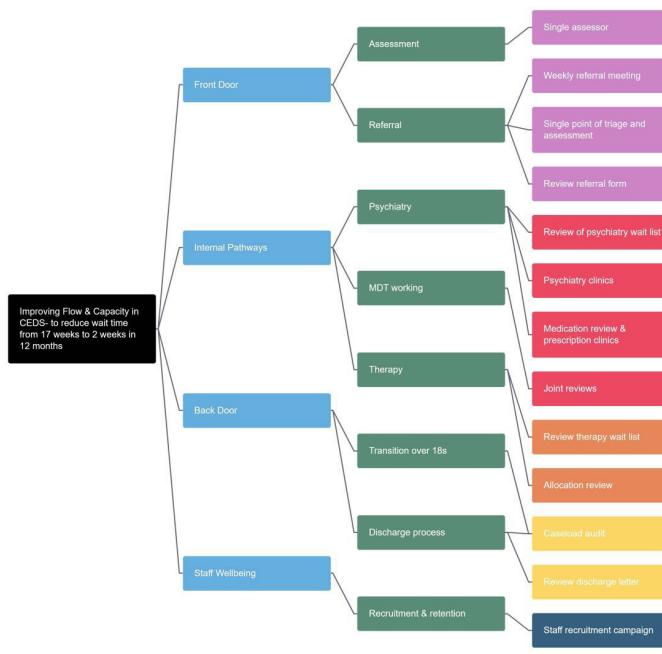 Single assessor
Assessment
Weekly referral meeting
Front Door
Referral
Single point of triage and
assessment
Review referral form
Psychiatry
Review of psychiatry wait list
Internal Pathways
Psychiatry clinics
MDT working
Improving Flow & Capacity in
CEDS- to reduce wait time
from 17 weeks to 2 weeks in
12 months
Medication review &
prescription clinics
Therapy
Joint reviews
Back Door
Review therapy wait list
Transition over 18s
Allocation review
Discharge process
Caseload audit
Staff Wellbeing
Review discharge letter
Recruitment & retention
Staff recruitment campaign